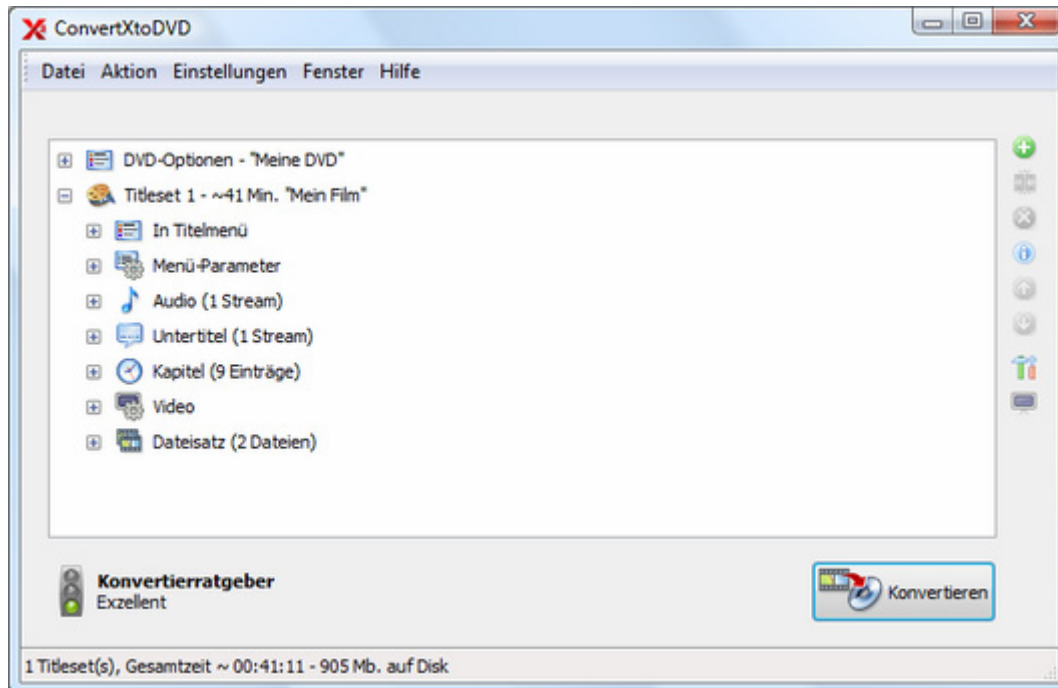 ConvertXtoDVD
Datei Aktion Einstellungen Fenster Hilfe
DVD-Optionen - "Meine DVD"
Titleset 1 - ~41 Min. "Mein Film"
In Titelmenü
Menü-Parameter
Audio (1 Stream)
Untertitel (1 Stream)
Kapitel (9 Einträge)
Video
Dateisatz (2 Dateien)
Konvertierratgeber
Exzellent
Konvertieren
1 Titleset(s), Gesamtzeit ~ 00:41:11 - 905 Mb. auf Disk